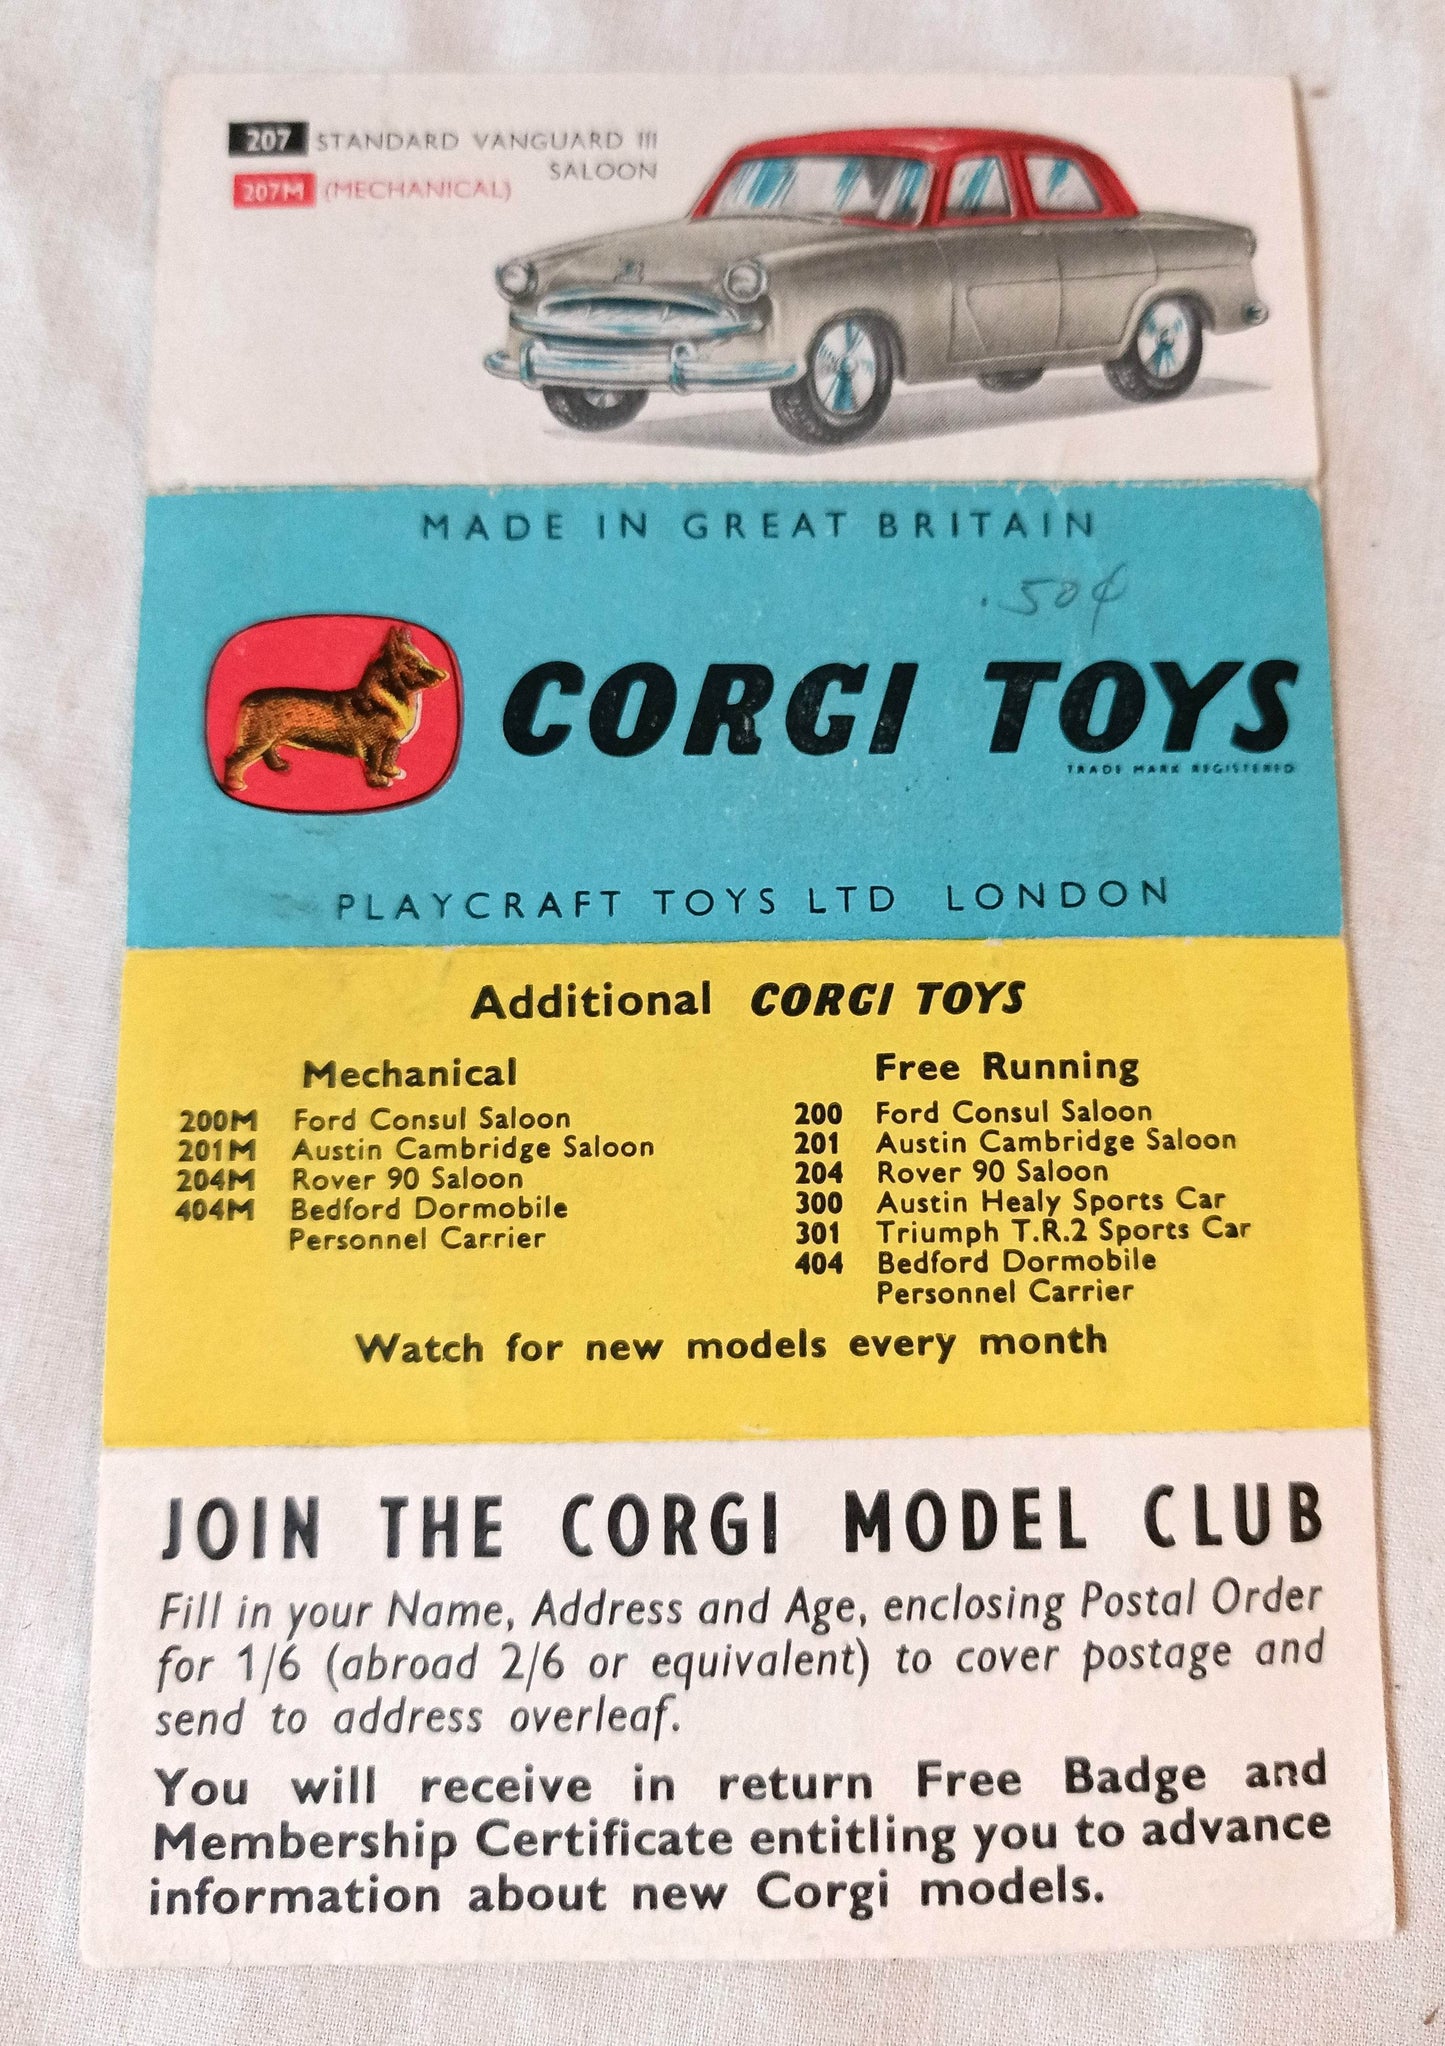 207 STANDARD VANGUARD III
SALOON
207M (MECHANICAL)
MADE IN GREAT BRITAIN
.50¢
CORGI TOYS
TRADE MARK REGISTERED
PLAYCRAFT TOYS LTD LONDON
Additional CORGI TOYS
Mechanical
200M Ford Consul Saloon
201M Austin Cambridge Saloon
204M Rover 90 Saloon
404M Bedford Dormobile
Personnel Carrier
Free Running
200 Ford Consul Saloon
201 Austin Cambridge Saloon
204 Rover 90 Saloon
300 Austin Healy Sports Car
301 Triumph T.R.2 Sports Car
404 Bedford Dormobile
Personnel Carrier
Watch for new models every month
JOIN THE CORGI MODEL CLUB
Fill in your Name, Address and Age, enclosing Postal Order
for 1/6 (abroad 2/6 or equivalent) to cover postage and
send to address overleaf.
You will receive in return Free Badge and
Membership Certificate entitling you to advance
information about new Corgi models.